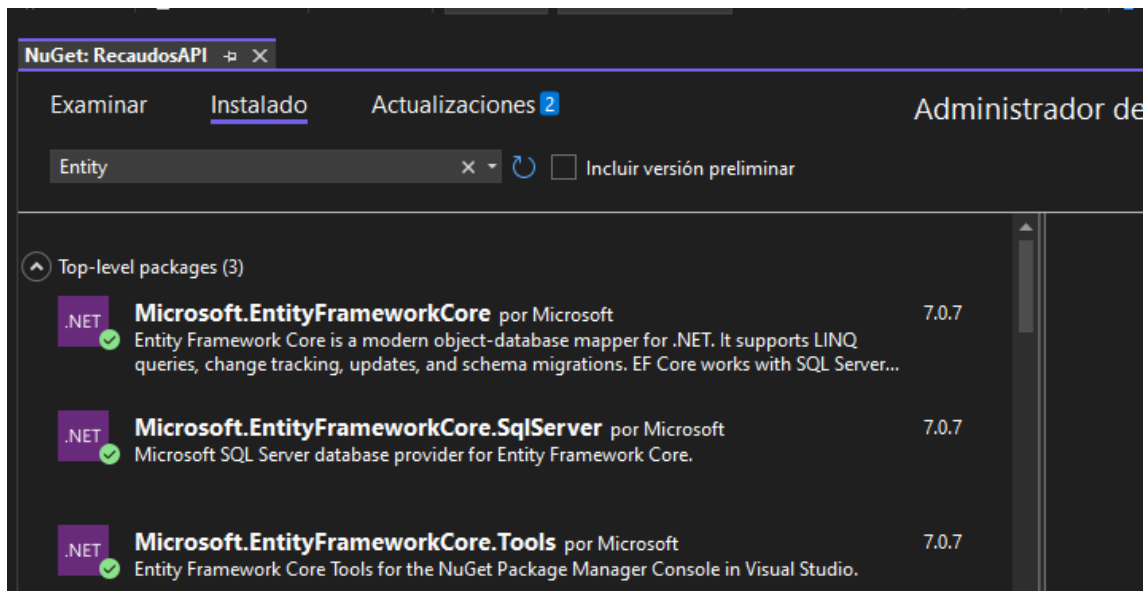 NuGet: RecaudosAPI
Examinar Instalado Actualizaciones 2
Administrador de
Entity
Incluir versión preliminar
Top-level packages (3)
.NET
Microsoft.EntityFrameworkCore por Microsoft 7.0.7
Entity Framework Core is a modern object-database mapper for .NET. It supports LINQ
queries, change tracking, updates, and schema migrations. EF Core works with SQL Server...
.NET
Microsoft.EntityFrameworkCore.SqlServer por Microsoft 7.0.7
Microsoft SQL Server database provider for Entity Framework Core.
.NET
Microsoft.EntityFrameworkCore.Tools por Microsoft 7.0.7
Entity Framework Core Tools for the NuGet Package Manager Console in Visual Studio.